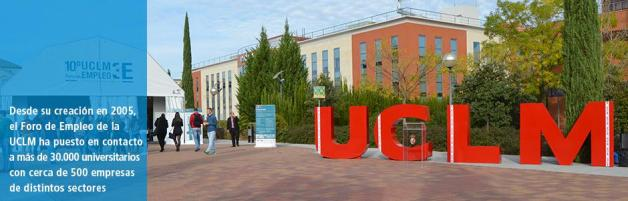 10º UCLM
EMPLEO
Desde su creación en 2005,
el Foro de Empleo de la
UCLM ha puesto en contacto
a más de 30.000 universitarios
con cerca de 500 empresas
de distintos sectores
UCLM